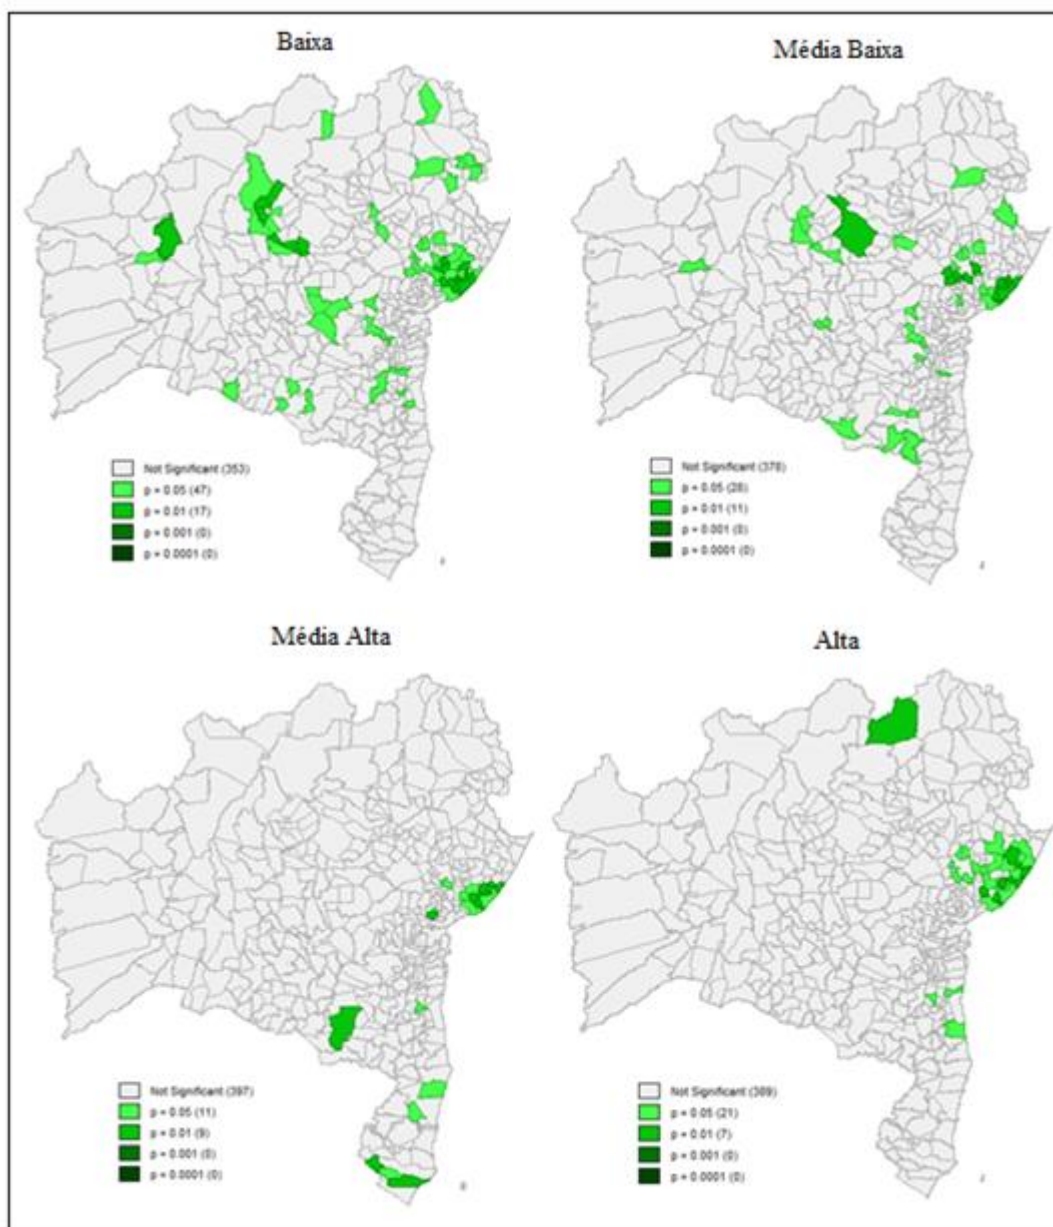 Baixa
Média Baixa
Not Significant (353)
p = 0.05 (47)
p = 0.01 (17)
p = 0.001 (0)
p = 0.0001 (0)
Not Significant (378)
p = 0.05 (28)
p = 0.01 (11)
p = 0.001 (0)
p = 0.0001 (0)
Média Alta
Alta
Not Significant (397)
p = 0.05 (11)
p = 0.01 (9)
p = 0.001 (0)
p = 0.0001 (0)
Not Significant (389)
p = 0.05 (21)
p = 0.01 (7)
p = 0.001 (0)
p = 0.0001 (0)